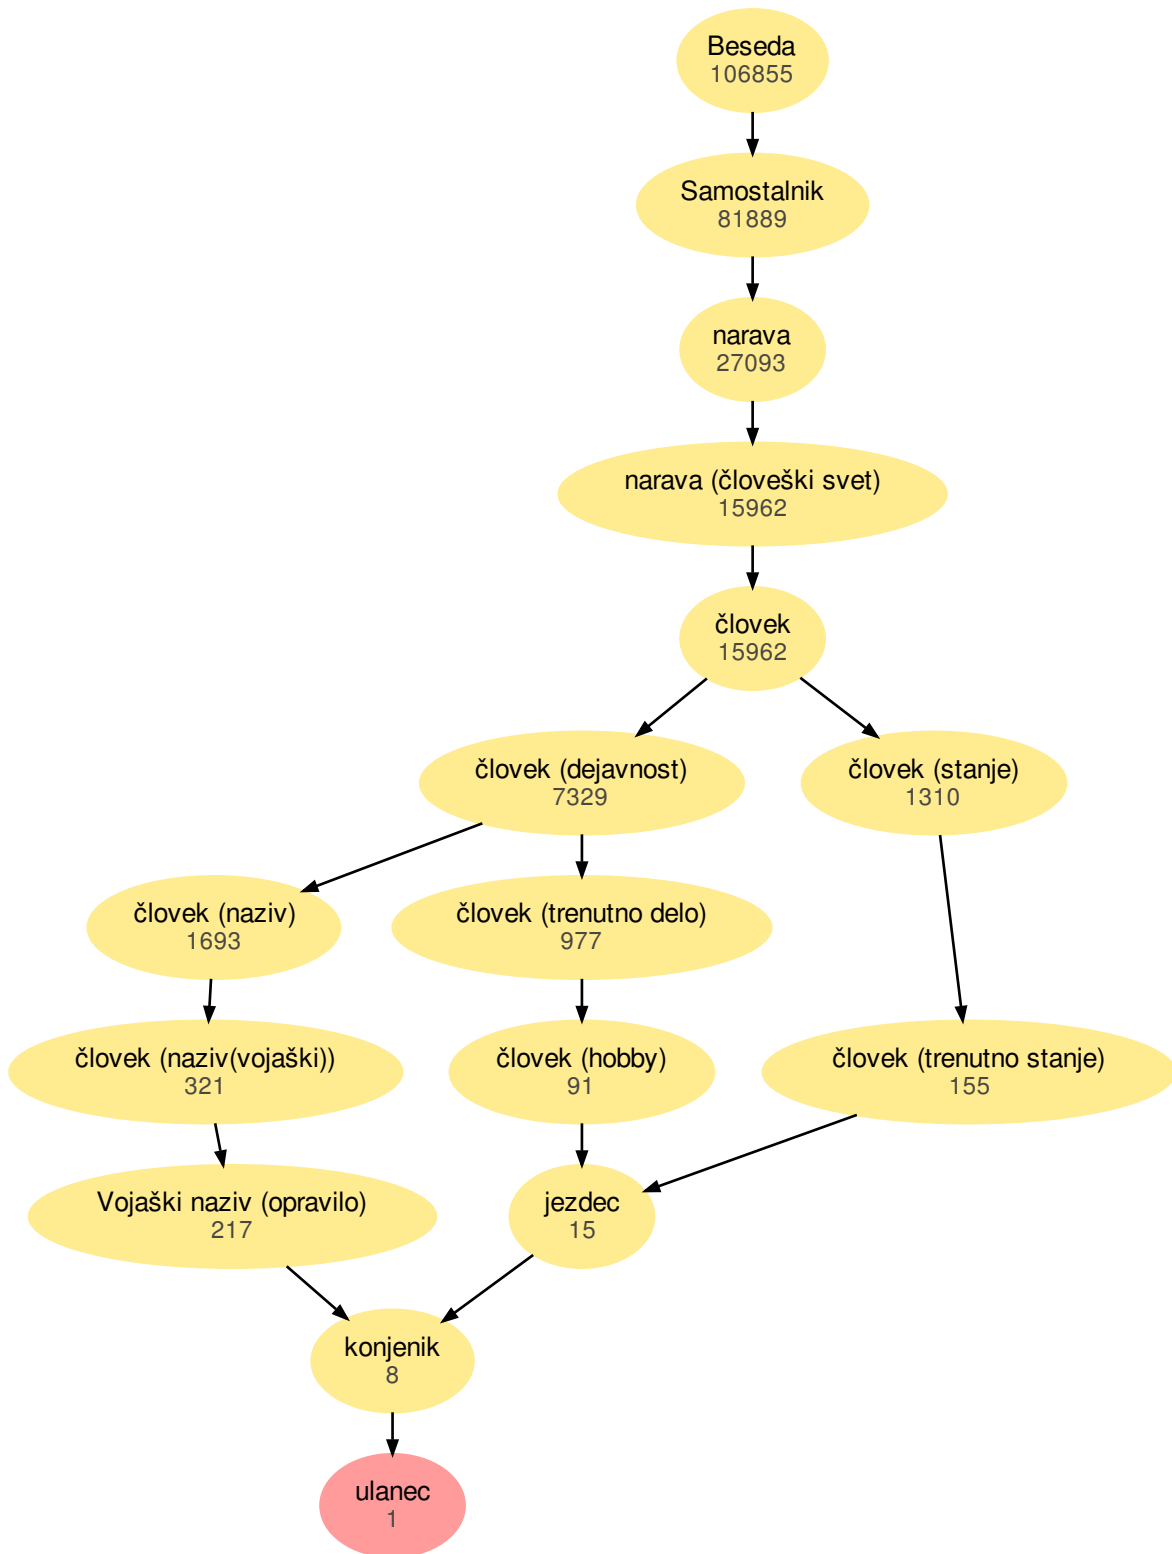 Beseda
106855
Samostalnik
81889
narava
27093
narava (človeški svet)
15962
človek
15962
človek (dejavnost)
7329
človek (stanje)
1310
človek (naziv)
1693
človek (trenutno delo)
977
človek (naziv(vojaški))
321
človek (hobby)
91
človek (trenutno stanje)
155
Vojaški naziv (opravilo)
217
jezdec
15
konjenik
8
ulanec
1